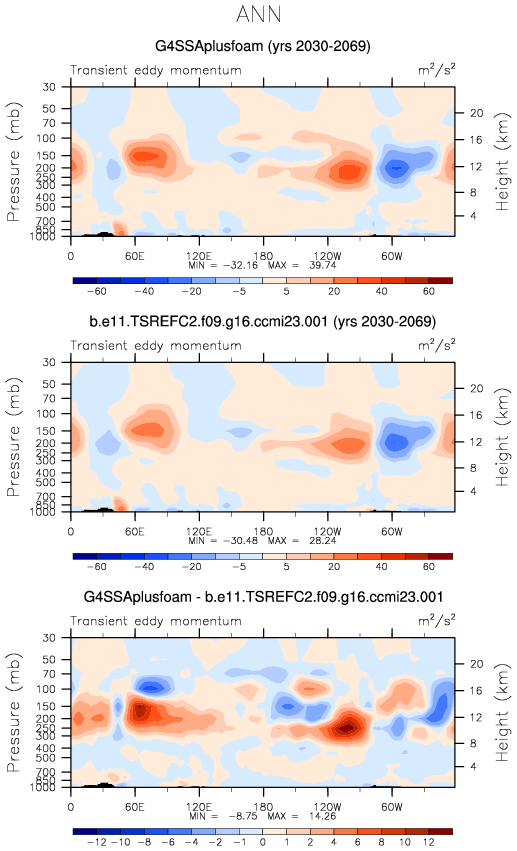 ANN
G4SSAplusfoam (yrs 2030-2069)
Transient eddy momentum m²/s²
Pressure (mb)
30
50
70
100
150
200
250
300
400
500
700
850
1000
Height (km)
20
16
12
8
4
0 60E 120E 180 120W 60W
MIN = -32.16 MAX = 39.74
-60 -40 -20 -5 5 20 40 60
b.e11.TSREFC2.f09.g16.ccmi23.001 (yrs 2030-2069)
Transient eddy momentum m²/s²
Pressure (mb)
30
50
70
100
150
200
250
300
400
500
700
850
1000
Height (km)
20
16
12
8
4
0 60E 120E 180 120W 60W
MIN = -30.48 MAX = 28.24
-60 -40 -20 -5 5 20 40 60
G4SSAplusfoam - b.e11.TSREFC2.f09.g16.ccmi23.001
Transient eddy momentum m²/s²
Pressure (mb)
30
50
70
100
150
200
250
300
400
500
700
850
1000
Height (km)
20
16
12
8
4
0 60E 120E 180 120W 60W
MIN = -8.75 MAX = 14.26
-12 -10 -8 -6 -4 -2 -1 0 1 2 4 6 8 10 12